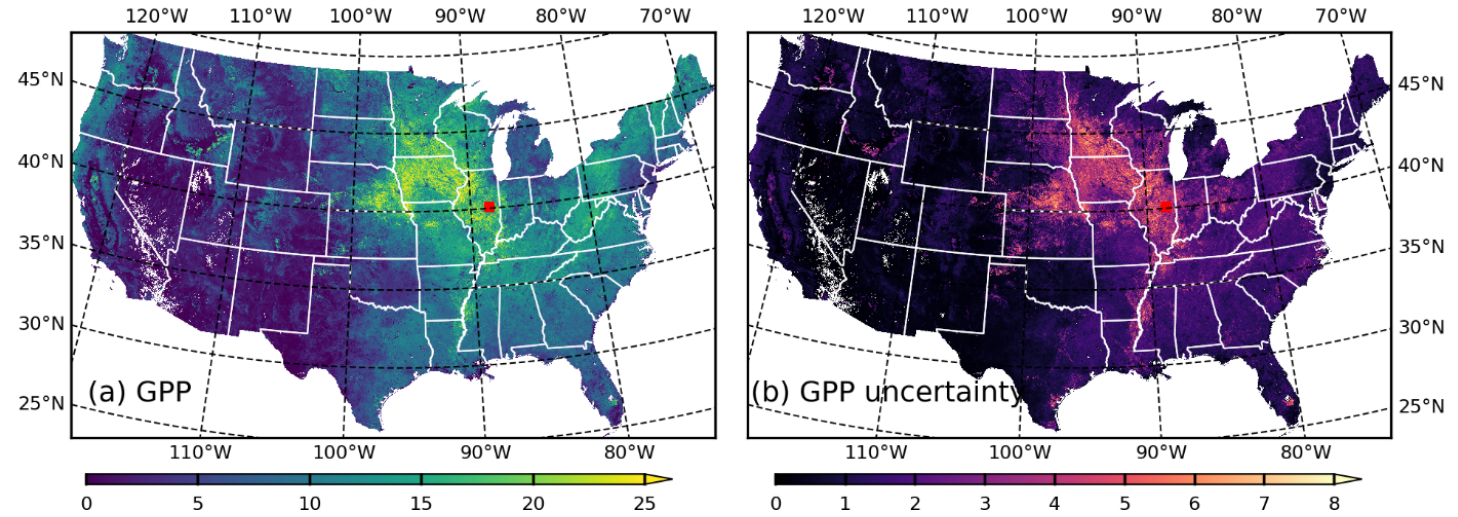 120°W 110°W 100°W 90°W 80°W 70°W 120°W 110°W 100°W 90°W 80°W 70°W
45°N 45°N
40°N 40°N
35°N 35°N
30°N 30°N
25°N 25°N
(a) GPP (b) GPP uncertainty
110°W 100°W 90°W 80°W 110°W 100°W 90°W 80°W
0 5 10 15 20 25 0 1 2 3 4 5 6 7 8